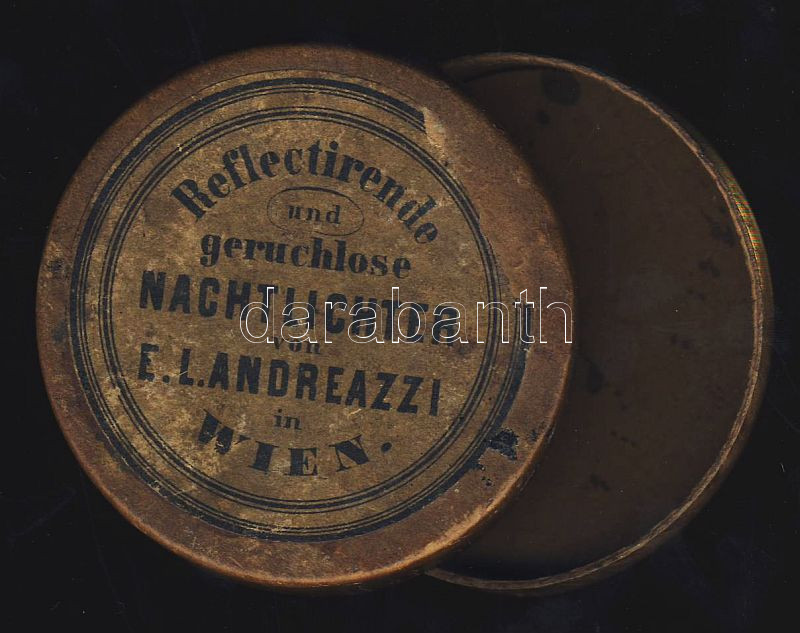 Reflectirende
und
geruchlose
NACHTLICHTER
von
E. L. ANDREAZZI
in
WIEN.
darabanth